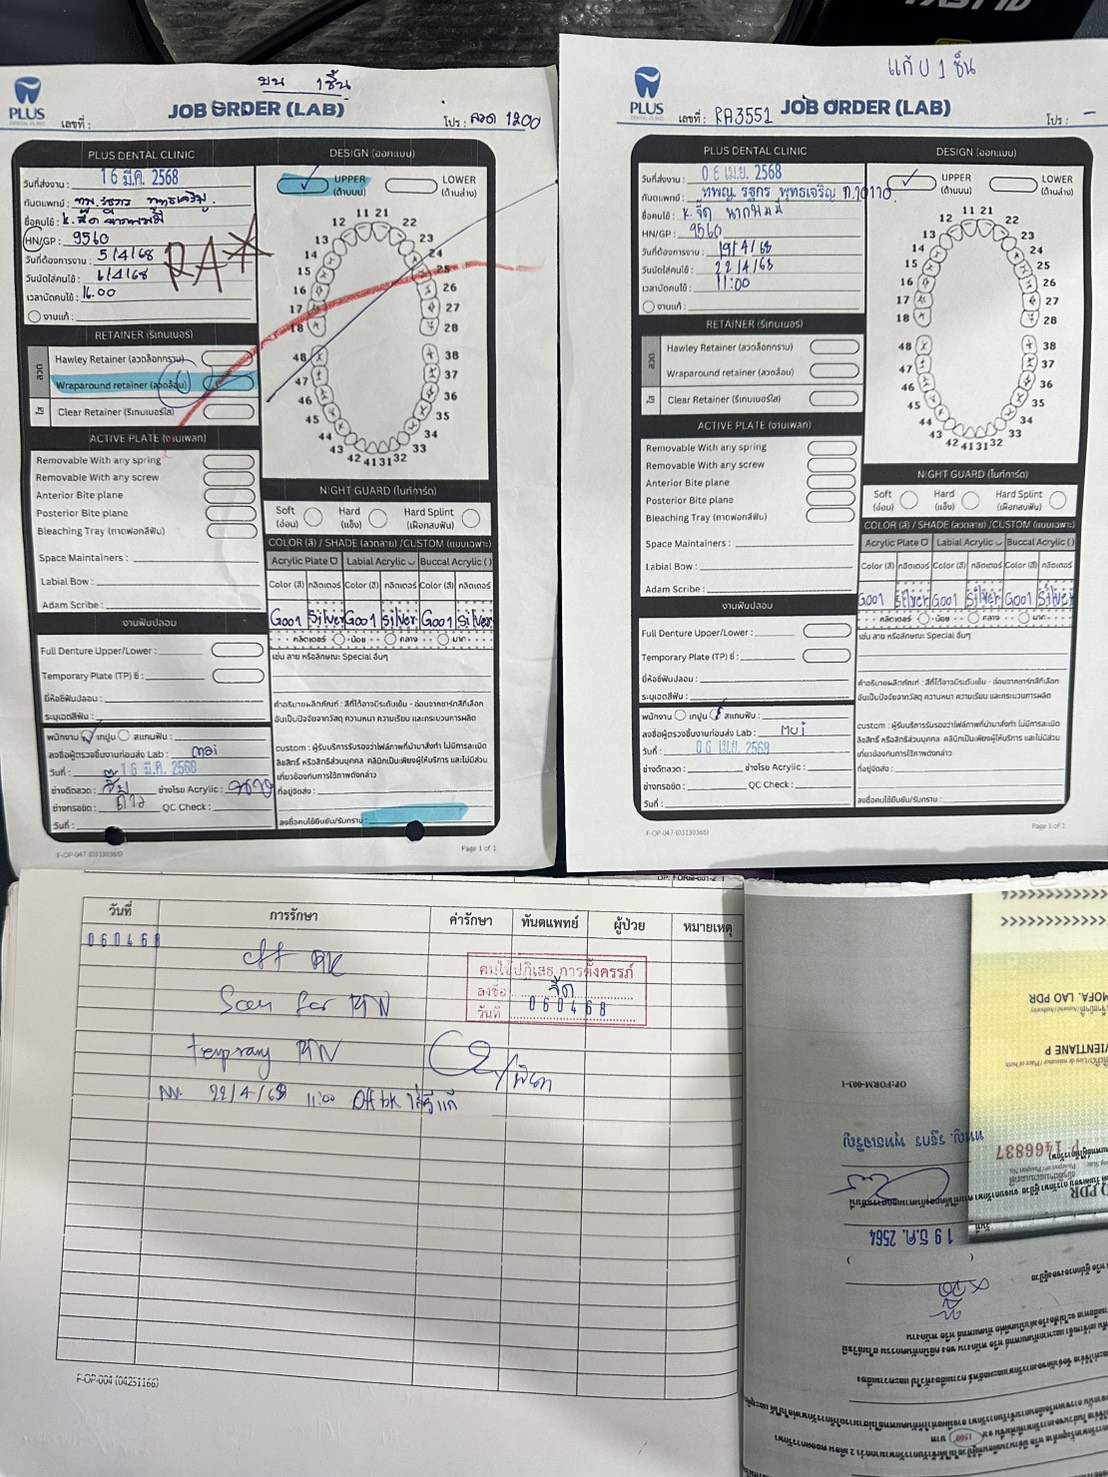 บน 1ชิ้น
PLUS
DENTAL CLINIC
JOB ORDER (LAB)
เลขที่ :
โปร : ลวด 1200
PLUS DENTAL CLINIC
DESIGN (ออกแบบ)
วันที่ส่งงาน : 16 มี.ค. 2568
ทันตแพทย์ :
ชื่อคนไข้ : k. จี๊ด
HN/GP : 9560
วันที่ต้องการงาน : 5/4/68
วันนัดใส่คนไข้ : 6/4/68
เวลานัดคนไข้ : 16.00
งานแก้ :
RA
UPPER
(ด้านบน)
LOWER
(ด้านล่าง)
11 21
12 22
13 23
14 24
15 25
16 26
17 27
18 28
48 38
47 37
46 36
45 35
44 34
43 33
42 41 31 32
RETAINER (รีเทนเนอร์)
ลวด
Hawley Retainer (ลวดล็อกกราม)
Wraparound retainer (ลวดล้อม)
ใส
Clear Retainer (รีเทนเนอร์ใส)
ACTIVE PLATE (งานเพลท)
Removable With any spring
Removable With any screw
Anterior Bite plane
Posterior Bite plane
Bleaching Tray (ถาดฟอกสีฟัน)
Space Maintainers :
Labial Bow :
Adam Scribe :
NIGHT GUARD (ไนท์การ์ด)
Soft
(อ่อน)
Hard
(แข็ง)
Hard Splint
(เฝือกสบฟัน)
COLOR (สี) / SHADE (ลวดลาย) /CUSTOM (แบบเฉพาะ)
Acrylic Plate Labial Acrylic Buccal Acrylic ( )
Color (สี) กลิตเตอร์ Color (สี) กลิตเตอร์ Color (สี) กลิตเตอร์
G001 Silver G001 Silver G001 Silver
กลิตเตอร์ น้อย กลาง มาก
เช่น ลาย หรือลักษณะ Special อื่นๆ
งานฟันปลอม
Full Denture Upper/Lower :
Temporary Plate (TP) ซี่ :
ยี่ห้อซี่ฟันปลอม :
ระบุเฉดสีฟัน :
คำอธิบายผลิตภัณฑ์ : สีที่ได้อาจมีระดับเข้ม - อ่อนจากชาร์ทสีที่เลือก
อันเป็นปัจจัยจากวัสดุ ความหนา ความเรียบ และกระบวนการผลิต
พนักงาน เทปูน สแกนฟัน :
ลงชื่อผู้ตรวจชิ้นงานก่อนส่ง Lab : mai
วันที่ : 16 มี.ค. 2568
ช่างดัดลวด : ช่างโรย Acrylic :
ช่างกรอขัด : QC Check :
วันที่ :
custom : ผู้รับบริการรับรองว่าไฟล์ภาพที่นำมาสั่งทำ ไม่มีการละเมิด
ลิขสิทธิ์ หรือสิทธิส่วนบุคคล คลินิกเป็นเพียงผู้ให้บริการ และไม่มีส่วน
เกี่ยวข้องกับการใช้ภาพดังกล่าว
ที่อยู่จัดส่ง :
ลงชื่อคนไข้ยืนยัน/รับทราบ :
F-OP-047 (03130368)
Page 1 of 1
แก้ U 1 ชิ้น
PLUS
DENTAL CLINIC
เลขที่ : RA3551
JOB ORDER (LAB)
โปร : -
PLUS DENTAL CLINIC
DESIGN (ออกแบบ)
วันที่ส่งงาน : 06 เม.ย. 2568
ทันตแพทย์ : ทพญ. รฐกร พุทธเจริญ ท.10110
ชื่อคนไข้ : k. จี๊ด
HN/GP : 9560
วันที่ต้องการงาน : 19/4/68
วันนัดใส่คนไข้ : 22/4/68
เวลานัดคนไข้ : 11:00
งานแก้ :
UPPER
(ด้านบน)
LOWER
(ด้านล่าง)
11 21
12 22
13 23
14 24
15 25
16 26
17 27
18 28
48 38
47 37
46 36
45 35
44 34
43 33
42 41 31 32
RETAINER (รีเทนเนอร์)
ลวด
Hawley Retainer (ลวดล็อกกราม)
Wraparound retainer (ลวดล้อม)
ใส
Clear Retainer (รีเทนเนอร์ใส)
ACTIVE PLATE (งานเพลท)
Removable With any spring
Removable With any screw
Anterior Bite plane
Posterior Bite plane
Bleaching Tray (ถาดฟอกสีฟัน)
Space Maintainers :
Labial Bow :
Adam Scribe :
NIGHT GUARD (ไนท์การ์ด)
Soft
(อ่อน)
Hard
(แข็ง)
Hard Splint
(เฝือกสบฟัน)
COLOR (สี) / SHADE (ลวดลาย) /CUSTOM (แบบเฉพาะ)
Acrylic Plate Labial Acrylic Buccal Acrylic ( )
Color (สี) กลิตเตอร์ Color (สี) กลิตเตอร์ Color (สี) กลิตเตอร์
G001 Silver G001 Silver G001 Silver
กลิตเตอร์ น้อย กลาง มาก
เช่น ลาย หรือลักษณะ Special อื่นๆ
งานฟันปลอม
Full Denture Upper/Lower :
Temporary Plate (TP) ซี่ :
ยี่ห้อซี่ฟันปลอม :
ระบุเฉดสีฟัน :
คำอธิบายผลิตภัณฑ์ : สีที่ได้อาจมีระดับเข้ม - อ่อนจากชาร์ทสีที่เลือก
อันเป็นปัจจัยจากวัสดุ ความหนา ความเรียบ และกระบวนการผลิต
พนักงาน เทปูน สแกนฟัน :
ลงชื่อผู้ตรวจชิ้นงานก่อนส่ง Lab : Mui
วันที่ : 06 เม.ย. 2568
ช่างดัดลวด : ช่างโรย Acrylic :
ช่างกรอขัด : QC Check :
วันที่ :
custom : ผู้รับบริการรับรองว่าไฟล์ภาพที่นำมาสั่งทำ ไม่มีการละเมิด
ลิขสิทธิ์ หรือสิทธิส่วนบุคคล คลินิกเป็นเพียงผู้ให้บริการ และไม่มีส่วน
เกี่ยวข้องกับการใช้ภาพดังกล่าว
ที่อยู่จัดส่ง :
ลงชื่อคนไข้ยืนยัน/รับทราบ :
F-OP-047 (03130368)
Page 1 of 1
วันที่ การรักษา ค่ารักษา ทันตแพทย์ ผู้ป่วย หมายเหตุ
060468
off BK
Scan for RTN
temprary RTN
คนไข้ปฏิเสธ การตั้งครรภ์
ลงชื่อ จี๊ด
วันที่ 060468
22/4/68 11:00 Off bk ใส่รีแก้
F-OP-004 (04251166)
MOFA. LAO PDR
VIENTIANE P
OP:FORM-003-1
ทพญ. รฐกร พุทธเจริญ
P 1466837
PDR
19 ธ.ค. 2564
1500